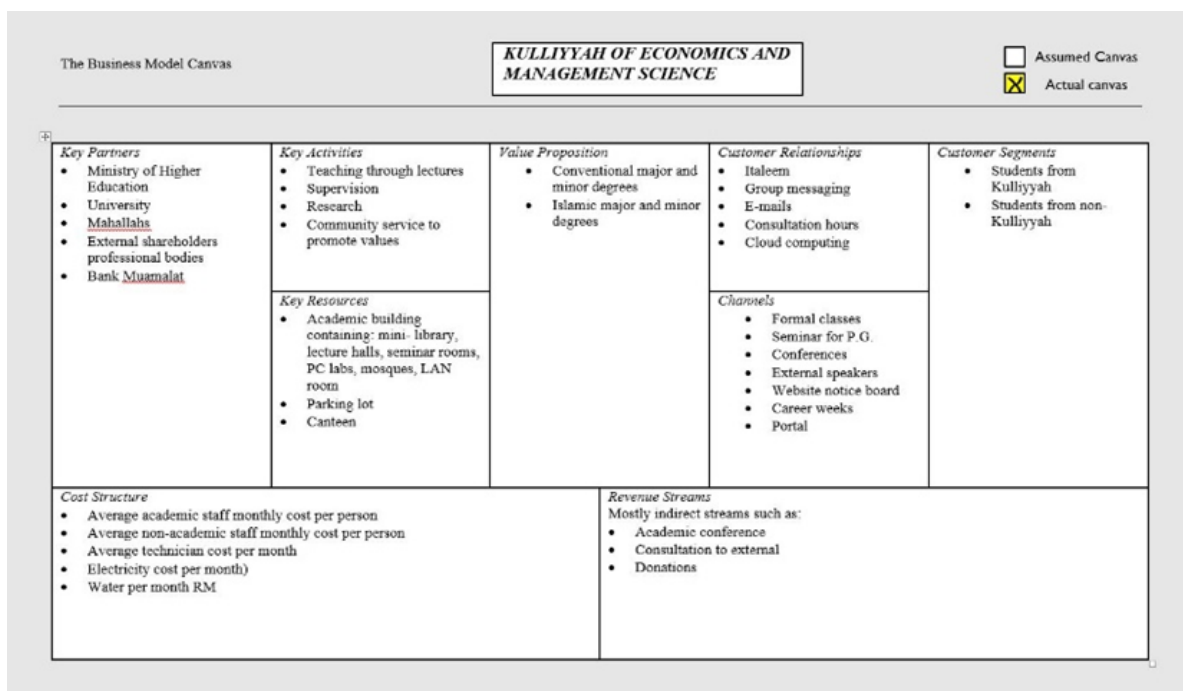 The Business Model Canvas
KULLIYYAH OF ECONOMICS AND
MANAGEMENT SCIENCE
Assumed Canvas
X Actual canvas
Key Partners
• Ministry of Higher
Education
• University
• Mahallahs
• External shareholders
professional bodies
• Bank Muamalat
Key Activities
• Teaching through lectures
• Supervision
• Research
• Community service to
promote values
Key Resources
• Academic building
containing: mini- library,
lecture halls, seminar rooms,
PC labs, mosques, LAN
room
• Parking lot
• Canteen
Value Proposition
• Conventional major and
minor degrees
• Islamic major and minor
degrees
Customer Relationships
• Italeem
• Group messaging
• E-mails
• Consultation hours
• Cloud computing
Channels
• Formal classes
• Seminar for P.G.
• Conferences
• External speakers
• Website notice board
• Career weeks
• Portal
Customer Segments
• Students from
Kulliyyah
• Students from non-
Kulliyyah
Cost Structure
• Average academic staff monthly cost per person
• Average non-academic staff monthly cost per person
• Average technician cost per month
• Electricity cost per month)
• Water per month RM
Revenue Streams
Mostly indirect streams such as:
• Academic conference
• Consultation to external
• Donations